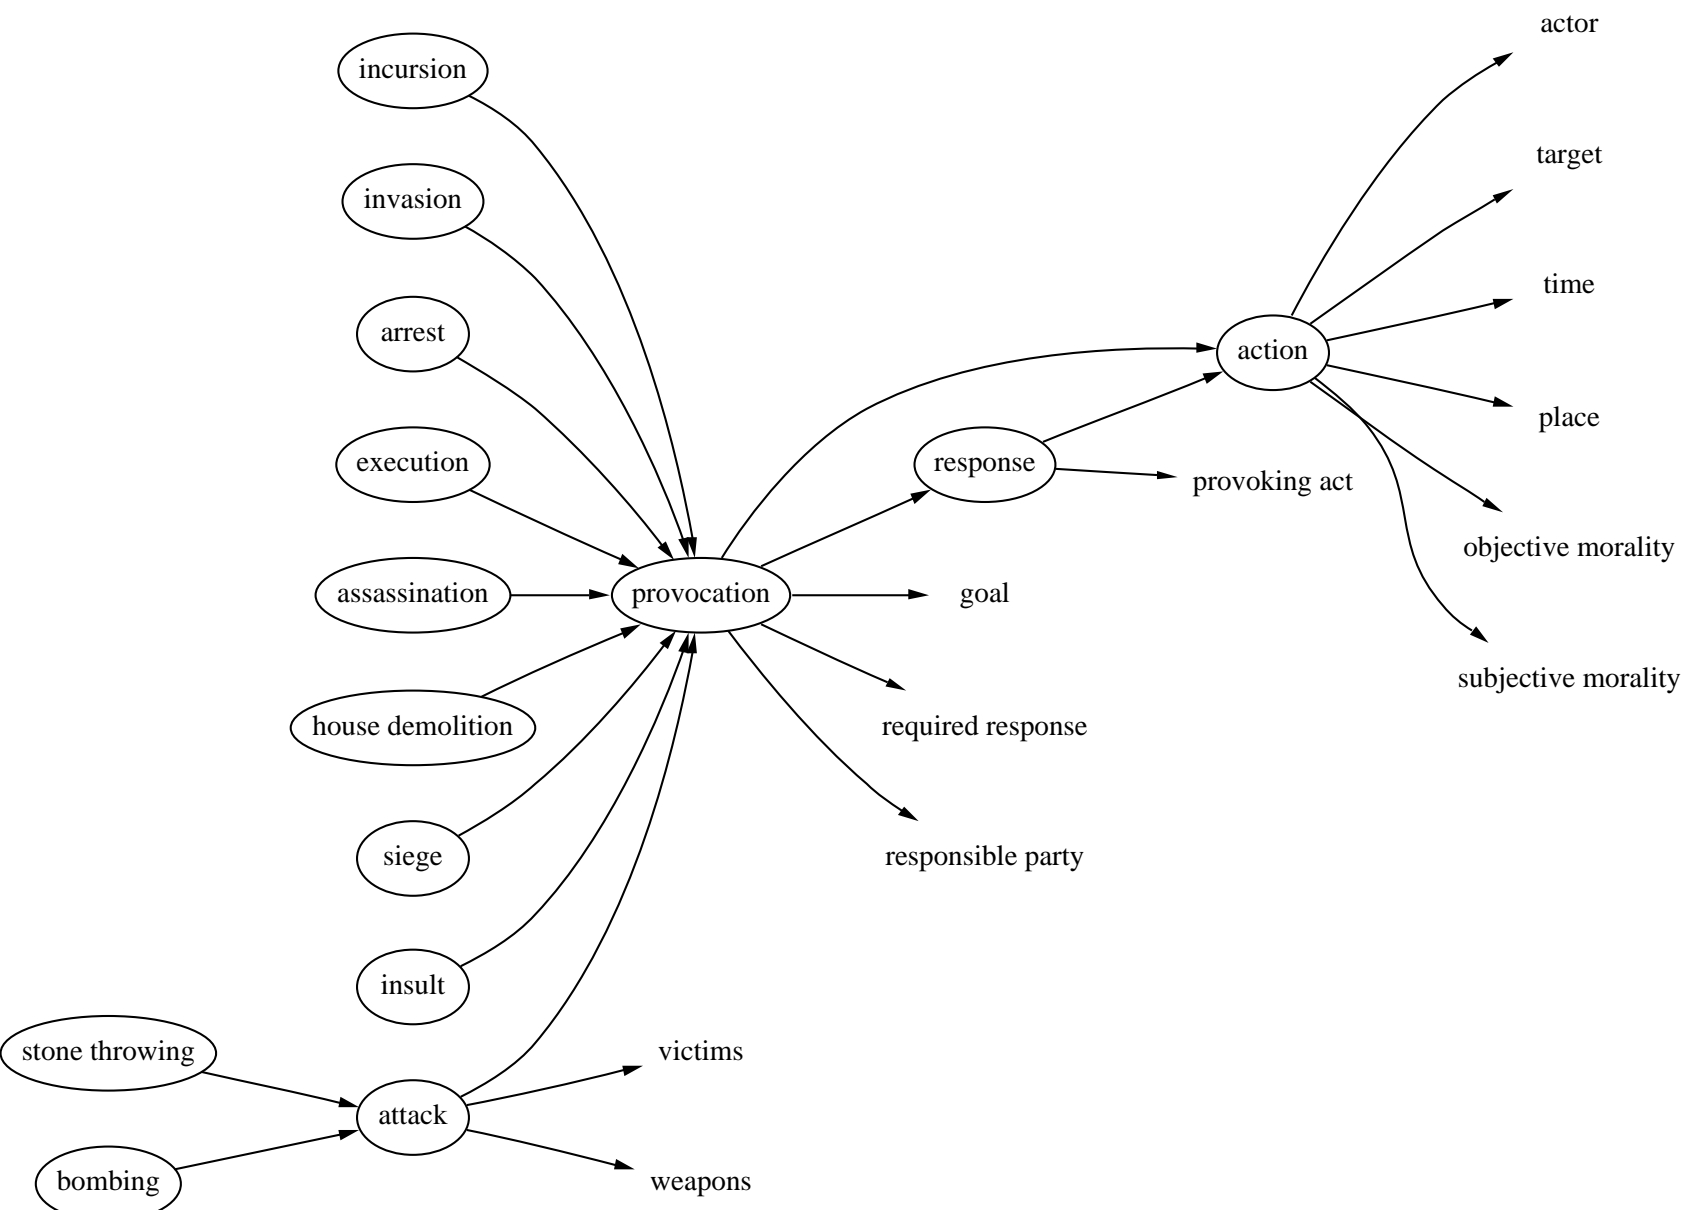 actor
incursion
target
invasion
time
arrest
action
place
execution
response
provoking act
objective morality
assassination
provocation
goal
subjective morality
house demolition
required response
siege
responsible party
insult
stone throwing
victims
attack
bombing
weapons